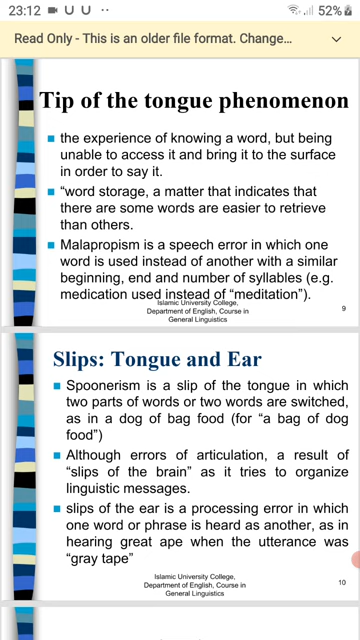 23:12 U U ·· 52%
Read Only - This is an older file format. Change...
Tip of the tongue phenomenon
the experience of knowing a word, but being
unable to access it and bring it to the surface
in order to say it.
"word storage, a matter that indicates that
there are some words are easier to retrieve
than others.
Malapropism is a speech error in which one
word is used instead of another with a similar
beginning, end and number of syllables (e.g.
medication used instead of "meditation").
Islamic University College,
Department of English, Course in
General Linguistics
9
Slips: Tongue and Ear
Spoonerism is a slip of the tongue in which
two parts of words or two words are switched,
as in a dog of bag food (for "a bag of dog
food")
Although errors of articulation, a result of
"slips of the brain" as it tries to organize
linguistic messages.
slips of the ear is a processing error in which
one word or phrase is heard as another, as in
hearing great ape when the utterance was
"gray tape"
Islamic University College,
Department of English, Course in
General Linguistics
10